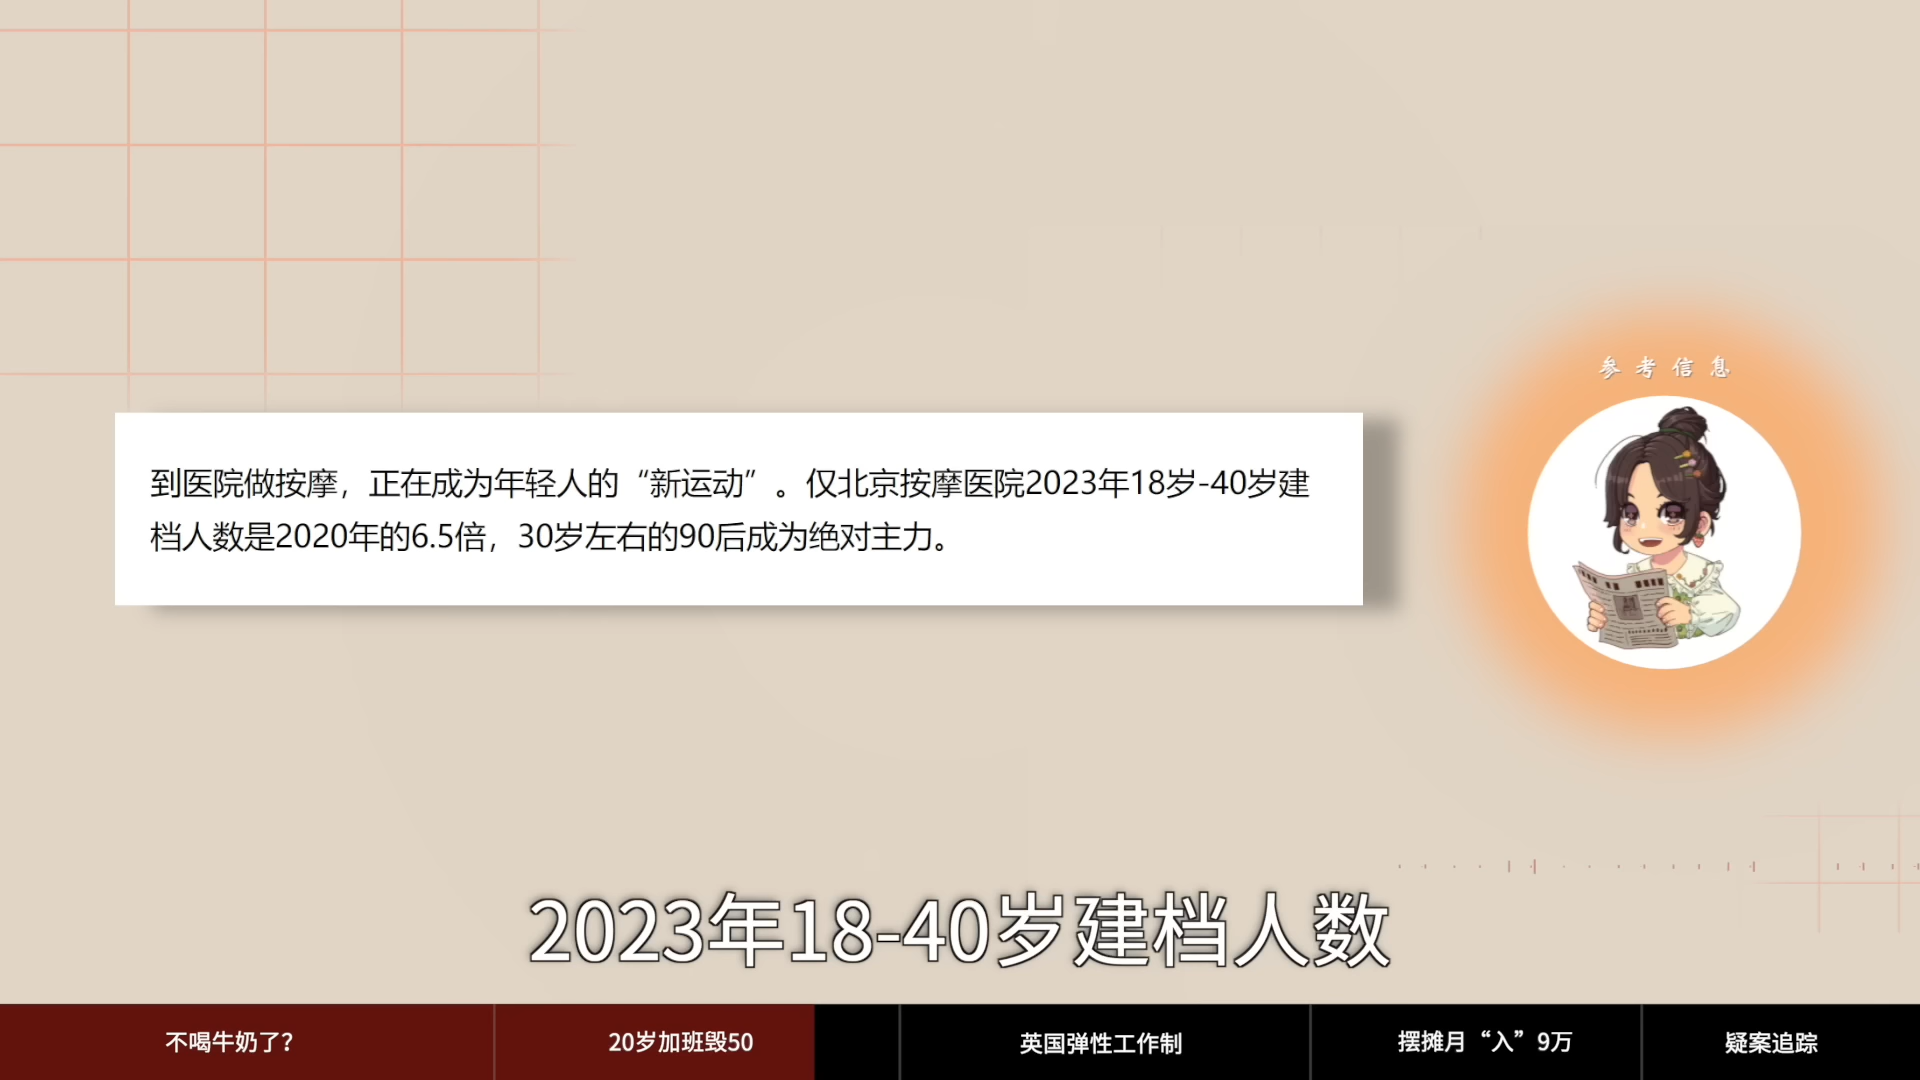 参考信息
到医院做按摩，正在成为年轻人的“新运动”。仅北京按摩医院2023年18岁-40岁建
档人数是2020年的6.5倍，30岁左右的90后成为绝对主力。
2023年18-40岁建档人数
不喝牛奶了？
20岁加班毁50
英国弹性工作制
摆摊月“入”9万
疑案追踪